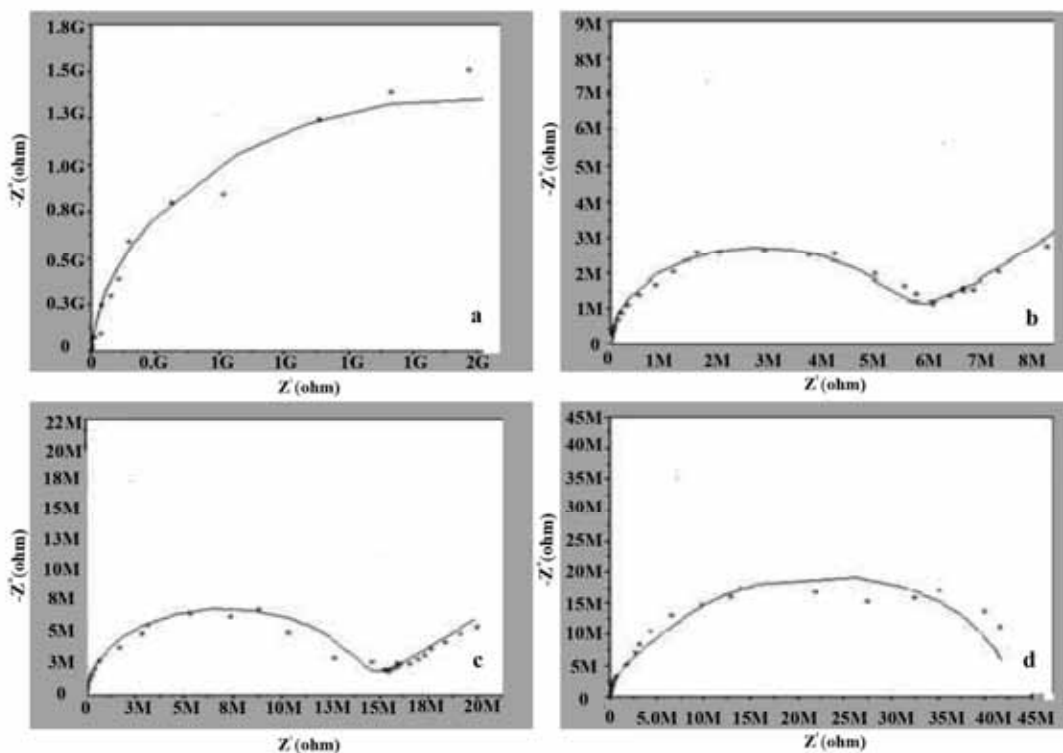 1.8G
1.5G
1.3G
1.0G
0.8G
0.5G
0.3G
0
-Z"(ohm)
a
0 0.G 1G 1G 1G 1G 2G
Z'(ohm)
9M
8M
7M
6M
5M
4M
3M
2M
1M
0
-Z"(ohm)
b
0 1M 2M 3M 4M 5M 6M 7M 8M
Z'(ohm)
22M
20M
18M
15M
13M
10M
8M
5M
3M
0
-Z"(ohm)
c
0 3M 5M 8M 10M 13M 15M 18M 20M
Z'(ohm)
45M
40M
35M
30M
25M
20M
15M
10M
5M
0
-Z"(ohm)
d
0 5.0M 10M 15M 20M 25M 30M 35M 40M 45M
Z'(ohm)